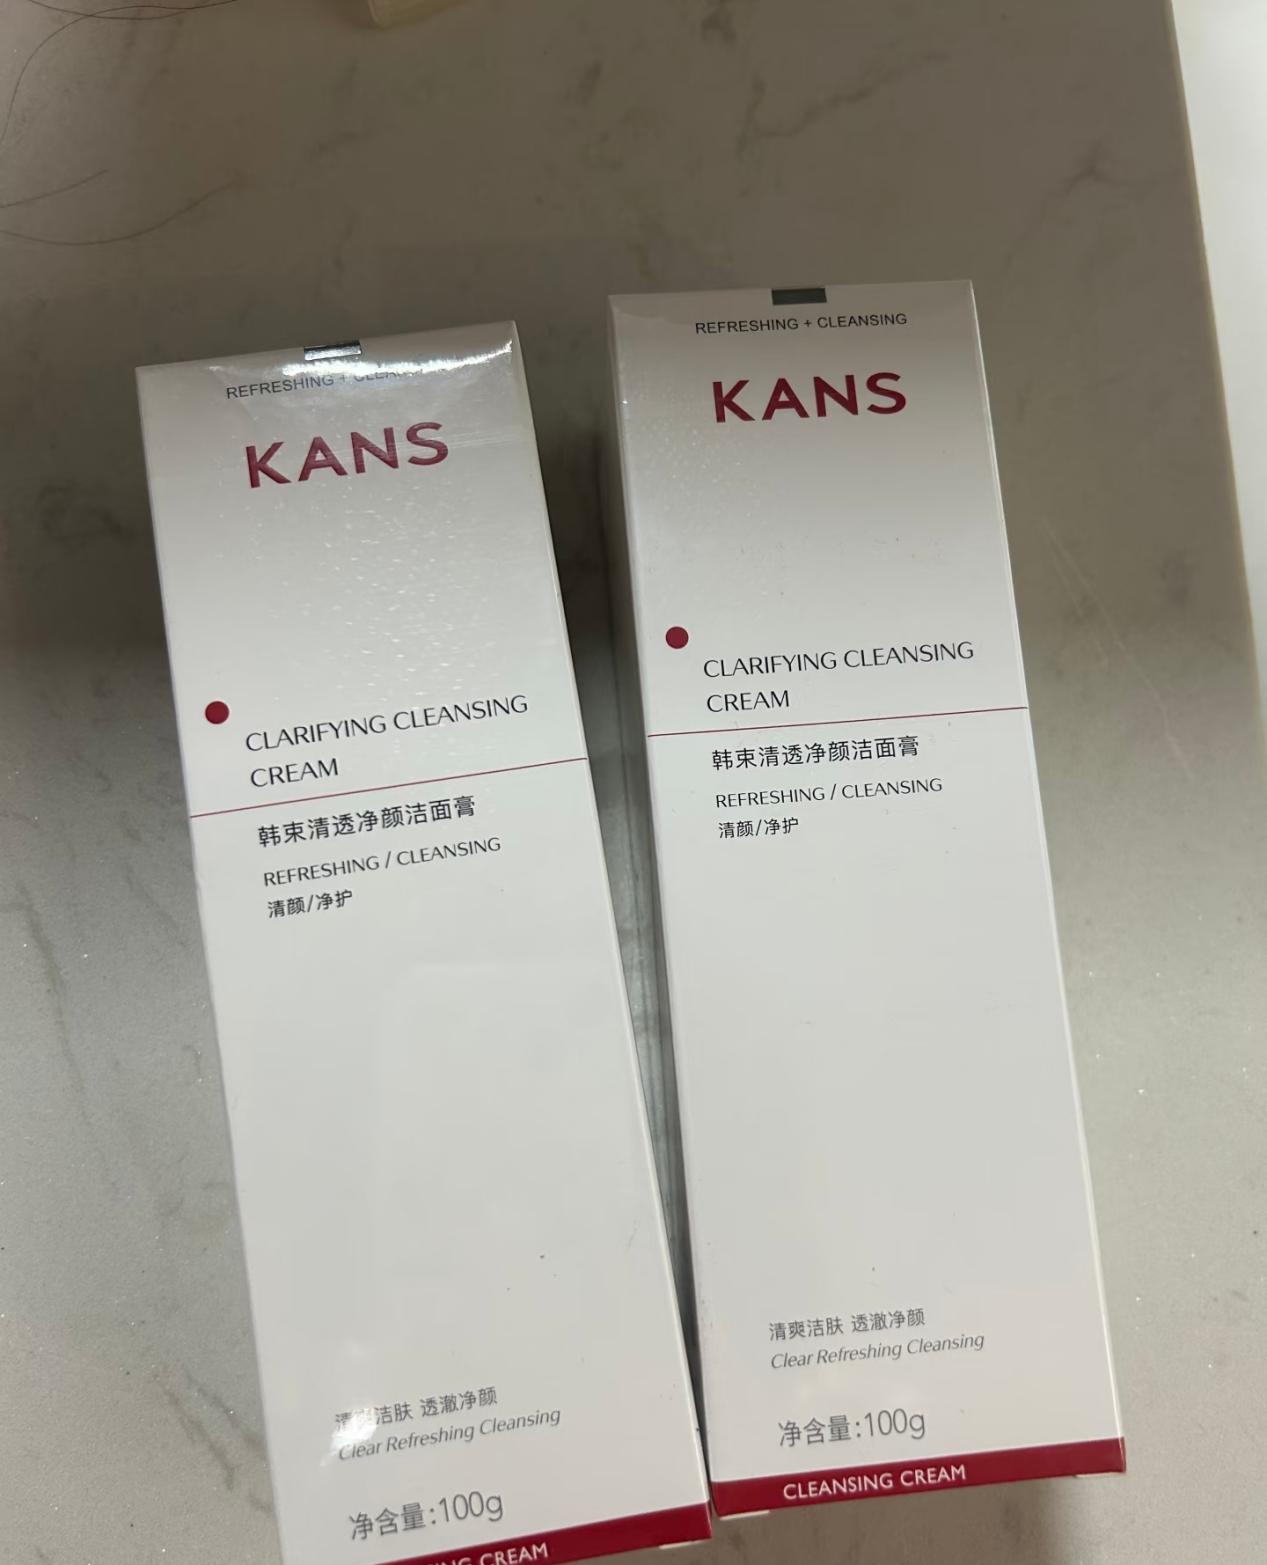 REFRESHING +
KANS
CLARIFYING CLEANSING
CREAM
韩束清透净颜洁面膏
REFRESHING / CLEANSING
清颜/净护
洁肤 透澈净颜
Clear Refreshing Cleansing
净含量:100g
CREAM
REFRESHING + CLEANSING
KANS
CLARIFYING CLEANSING
CREAM
韩束清透净颜洁面膏
REFRESHING / CLEANSING
清颜/净护
清爽洁肤 透澈净颜
Clear Refreshing Cleansing
净含量:100g
CLEANSING CREAM